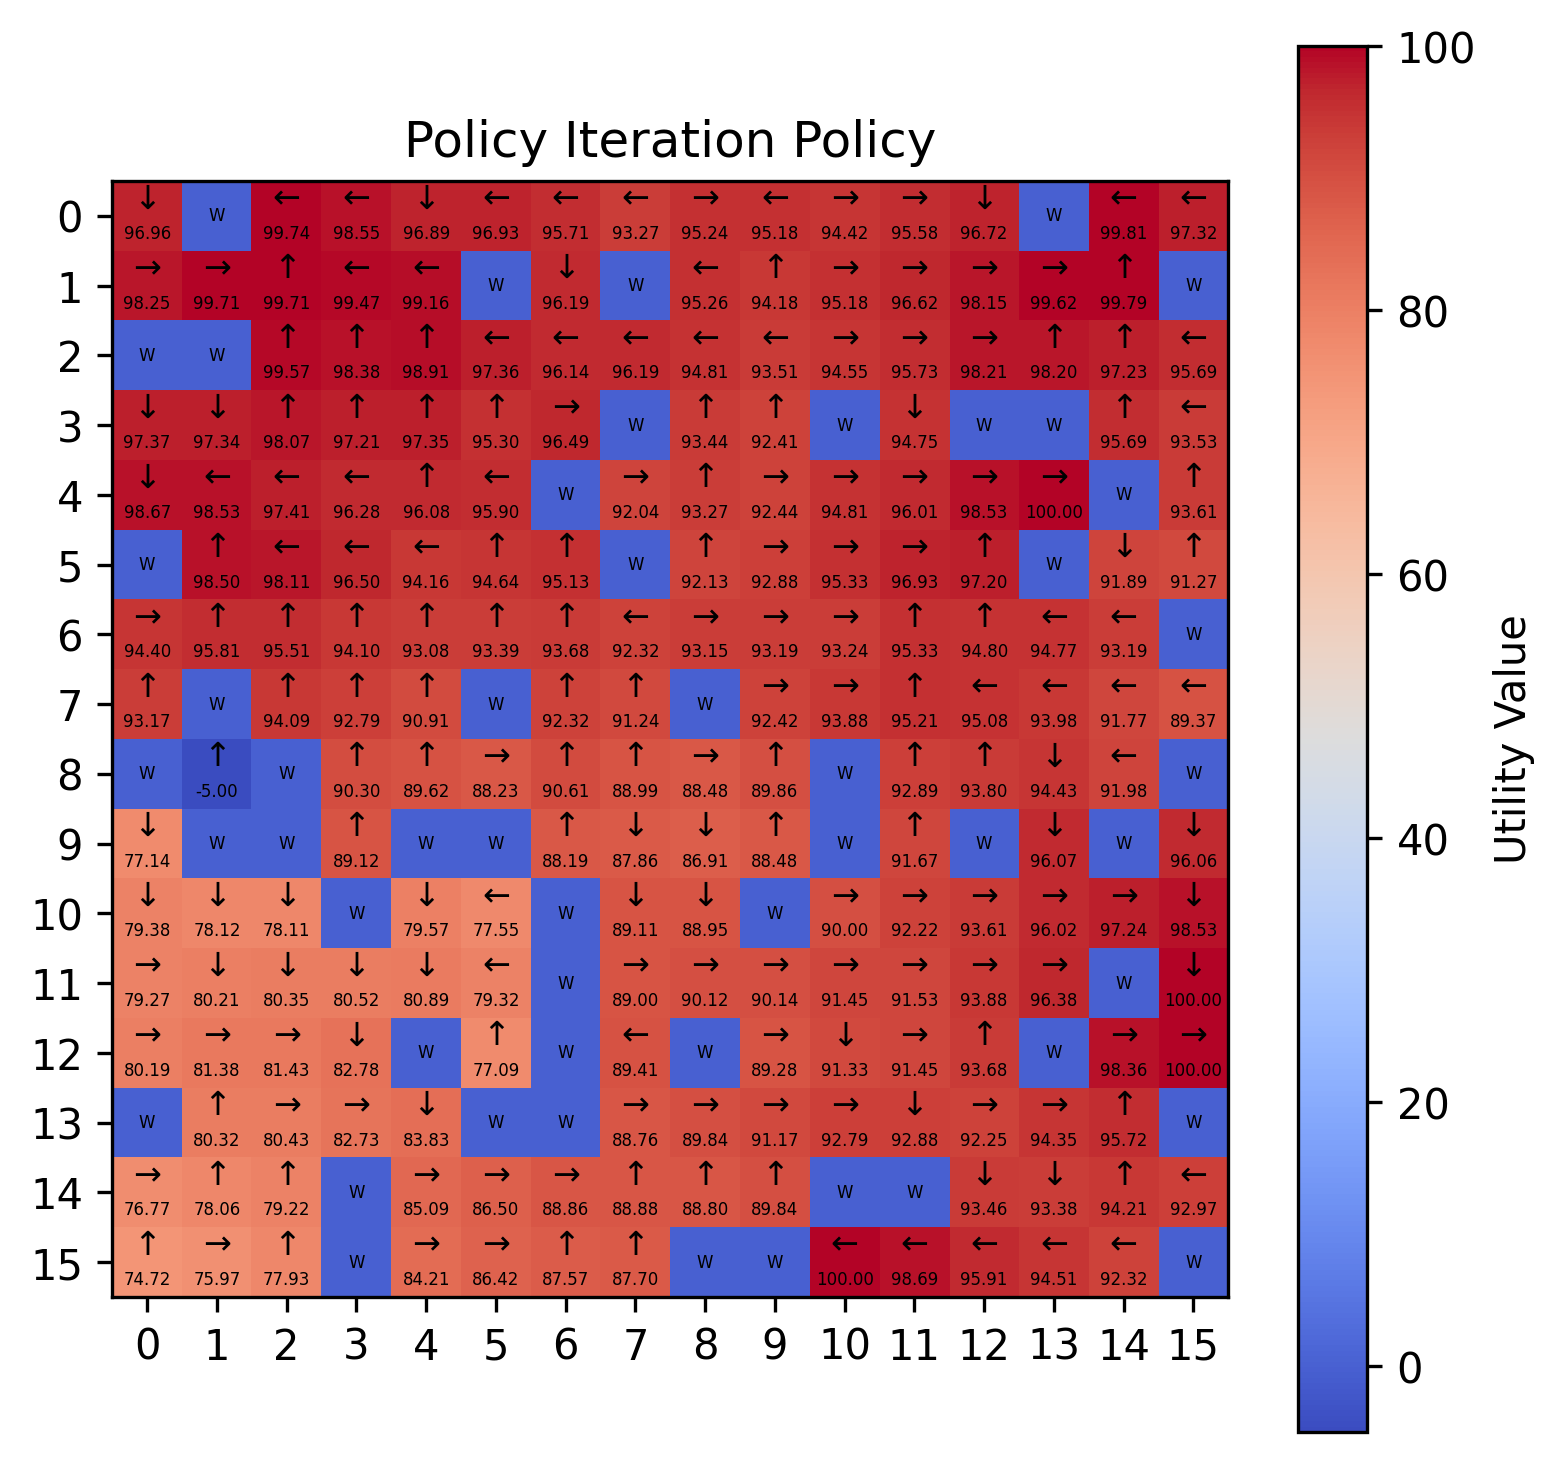 Policy Iteration Policy
100
80
60
40
20
0
Utility Value
0 ↓ W ← ← ↓ ← ← ← → ← → → ↓ W ← ←
96.96 99.74 98.55 96.89 96.93 95.71 93.27 95.24 95.18 94.42 95.58 96.72 99.81 97.32
1 → → ↑ ← ← W ↓ W ← ↑ → → → → ↑ W
98.25 99.71 99.71 99.47 99.16 96.19 95.26 94.18 95.18 96.62 98.15 99.62 99.79
2 W W ↑ ↑ ↑ ← ← ← ← ← → → → ↑ ↑ ←
99.57 98.38 98.91 97.36 96.14 96.19 94.81 93.51 94.55 95.73 98.21 98.20 97.23 95.69
3 ↓ ↓ ↑ ↑ ↑ ↑ → W ↑ ↑ W ↓ W W ↑ ←
97.37 97.34 98.07 97.21 97.35 95.30 96.49 93.44 92.41 94.75 95.69 93.53
4 ↓ ← ← ← ↑ ← W → ↑ → → → → → W ↑
98.67 98.53 97.41 96.28 96.08 95.90 92.04 93.27 92.44 94.81 96.01 98.53 100.00 93.61
5 W ↑ ← ← ← ↑ ↑ W ↑ → → → ↑ W ↓ ↑
98.50 98.11 96.50 94.16 94.64 95.13 92.13 92.88 95.33 96.93 97.20 91.89 91.27
6 → ↑ ↑ ↑ ↑ ↑ ↑ ← → → → ↑ ↑ ← ← W
94.40 95.81 95.51 94.10 93.08 93.39 93.68 92.32 93.15 93.19 93.24 95.33 94.80 94.77 93.19
7 ↑ W ↑ ↑ ↑ W ↑ ↑ W → → ↑ ← ← ← ←
93.17 94.09 92.79 90.91 92.32 91.24 92.42 93.88 95.21 95.08 93.98 91.77 89.37
8 W ↑ W ↑ ↑ → ↑ ↑ → ↑ W ↑ ↑ ↓ ← W
-5.00 90.30 89.62 88.23 90.61 88.99 88.48 89.86 92.89 93.80 94.43 91.98
9 ↓ W W ↑ W W ↑ ↓ ↓ ↑ W ↑ W ↓ W ↓
77.14 89.12 88.19 87.86 86.91 88.48 91.67 96.07 96.06
10 ↓ ↓ ↓ W ↓ ← W ↓ ↓ W → → → → → ↓
79.38 78.12 78.11 79.57 77.55 89.11 88.95 90.00 92.22 93.61 96.02 97.24 98.53
11 → ↓ ↓ ↓ ↓ ← W → → → → → → → W ↓
79.27 80.21 80.35 80.52 80.89 79.32 89.00 90.12 90.14 91.45 91.53 93.88 96.38 100.00
12 → → → ↓ W ↑ W ← W → ↓ → ↑ W → →
80.19 81.38 81.43 82.78 77.09 89.41 89.28 91.33 91.45 93.68 98.36 100.00
13 W ↑ → → ↓ W W → → → → ↓ → → ↑ W
80.32 80.43 82.73 83.83 88.76 89.84 91.17 92.79 92.88 92.25 94.35 95.72
14 → ↑ ↑ W → → → ↑ ↑ ↑ W W ↓ ↓ ↑ ←
76.77 78.06 79.22 85.09 86.50 88.86 88.88 88.80 89.84 93.46 93.38 94.21 92.97
15 ↑ → ↑ W → → ↑ ↑ W W ← ← ← ← ← W
74.72 75.97 77.93 84.21 86.42 87.57 87.70 100.00 98.69 95.91 94.51 92.32
0 1 2 3 4 5 6 7 8 9 10 11 12 13 14 15